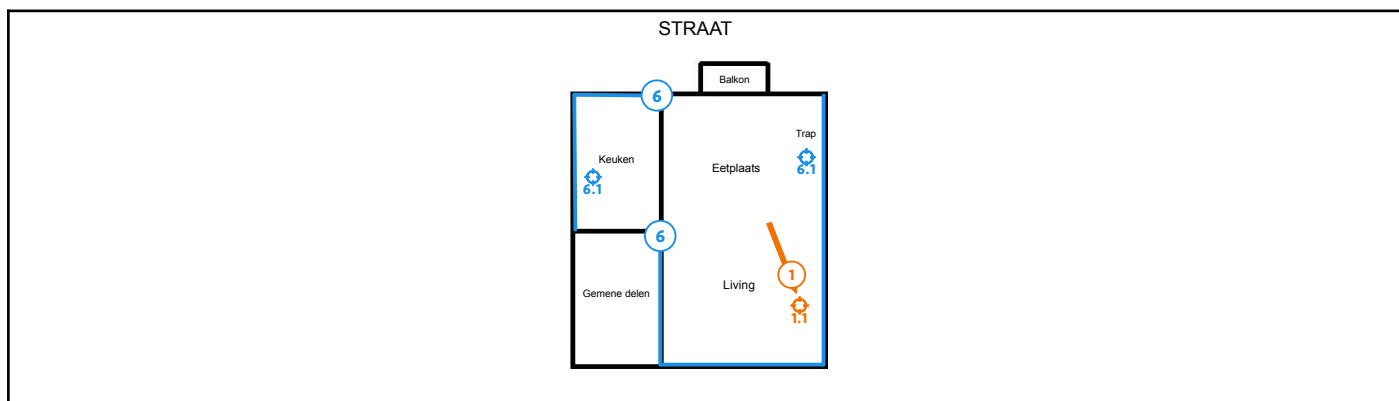 STRAAT
Balkon
6
Trap
Keuken
Eetplaats
6.1
6.1
6
1
Living
Gemene delen
1.1